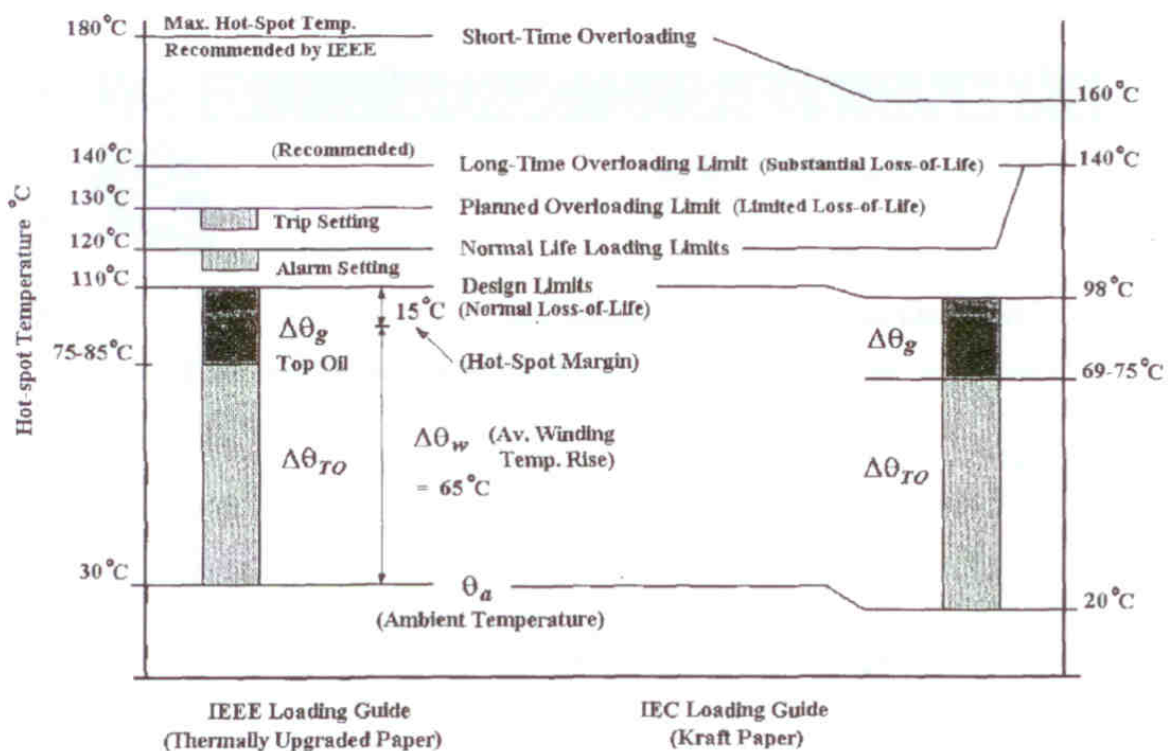 180°C
Max. Hot-Spot Temp.
Recommended by IEEE
Short-Time Overloading
160°C
140°C
(Recommended)
Long-Time Overloading Limit (Substantial Loss-of-Life)
140°C
130°C
Trip Setting
Planned Overloading Limit (Limited Loss-of-Life)
120°C
Normal Life Loading Limits
Alarm Setting
110°C
Design Limits
(Normal Loss-of-Life)
98°C
15°C
Δθg
Top Oil
75-85°C
(Hot-Spot Margin)
Δθg
69-75°C
Hot-spot Temperature °C
ΔθTO
Δθw (Av. Winding
Temp. Rise)
= 65°C
ΔθTO
30°C
θa
(Ambient Temperature)
20°C
IEEE Loading Guide
(Thermally Upgraded Paper)
IEC Loading Guide
(Kraft Paper)